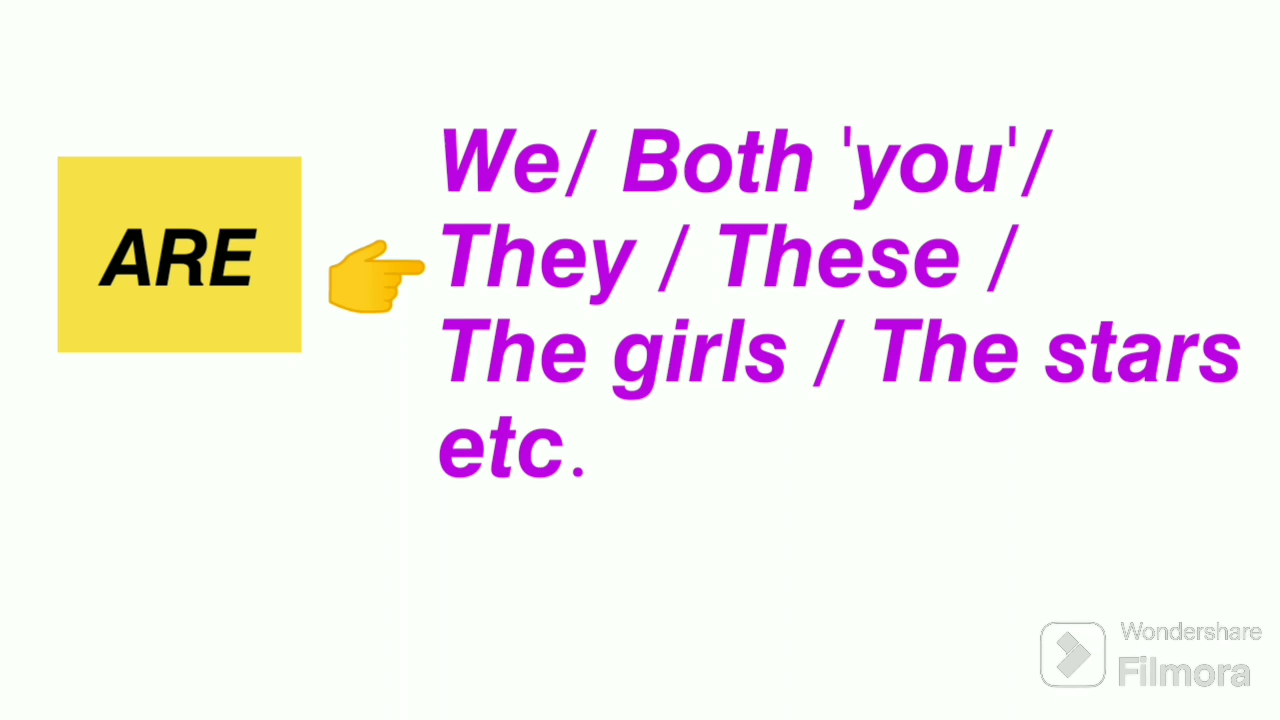 We/ Both 'you'/
ARE 👉 They / These /
The girls / The stars
etc.
Wondershare
Filmora